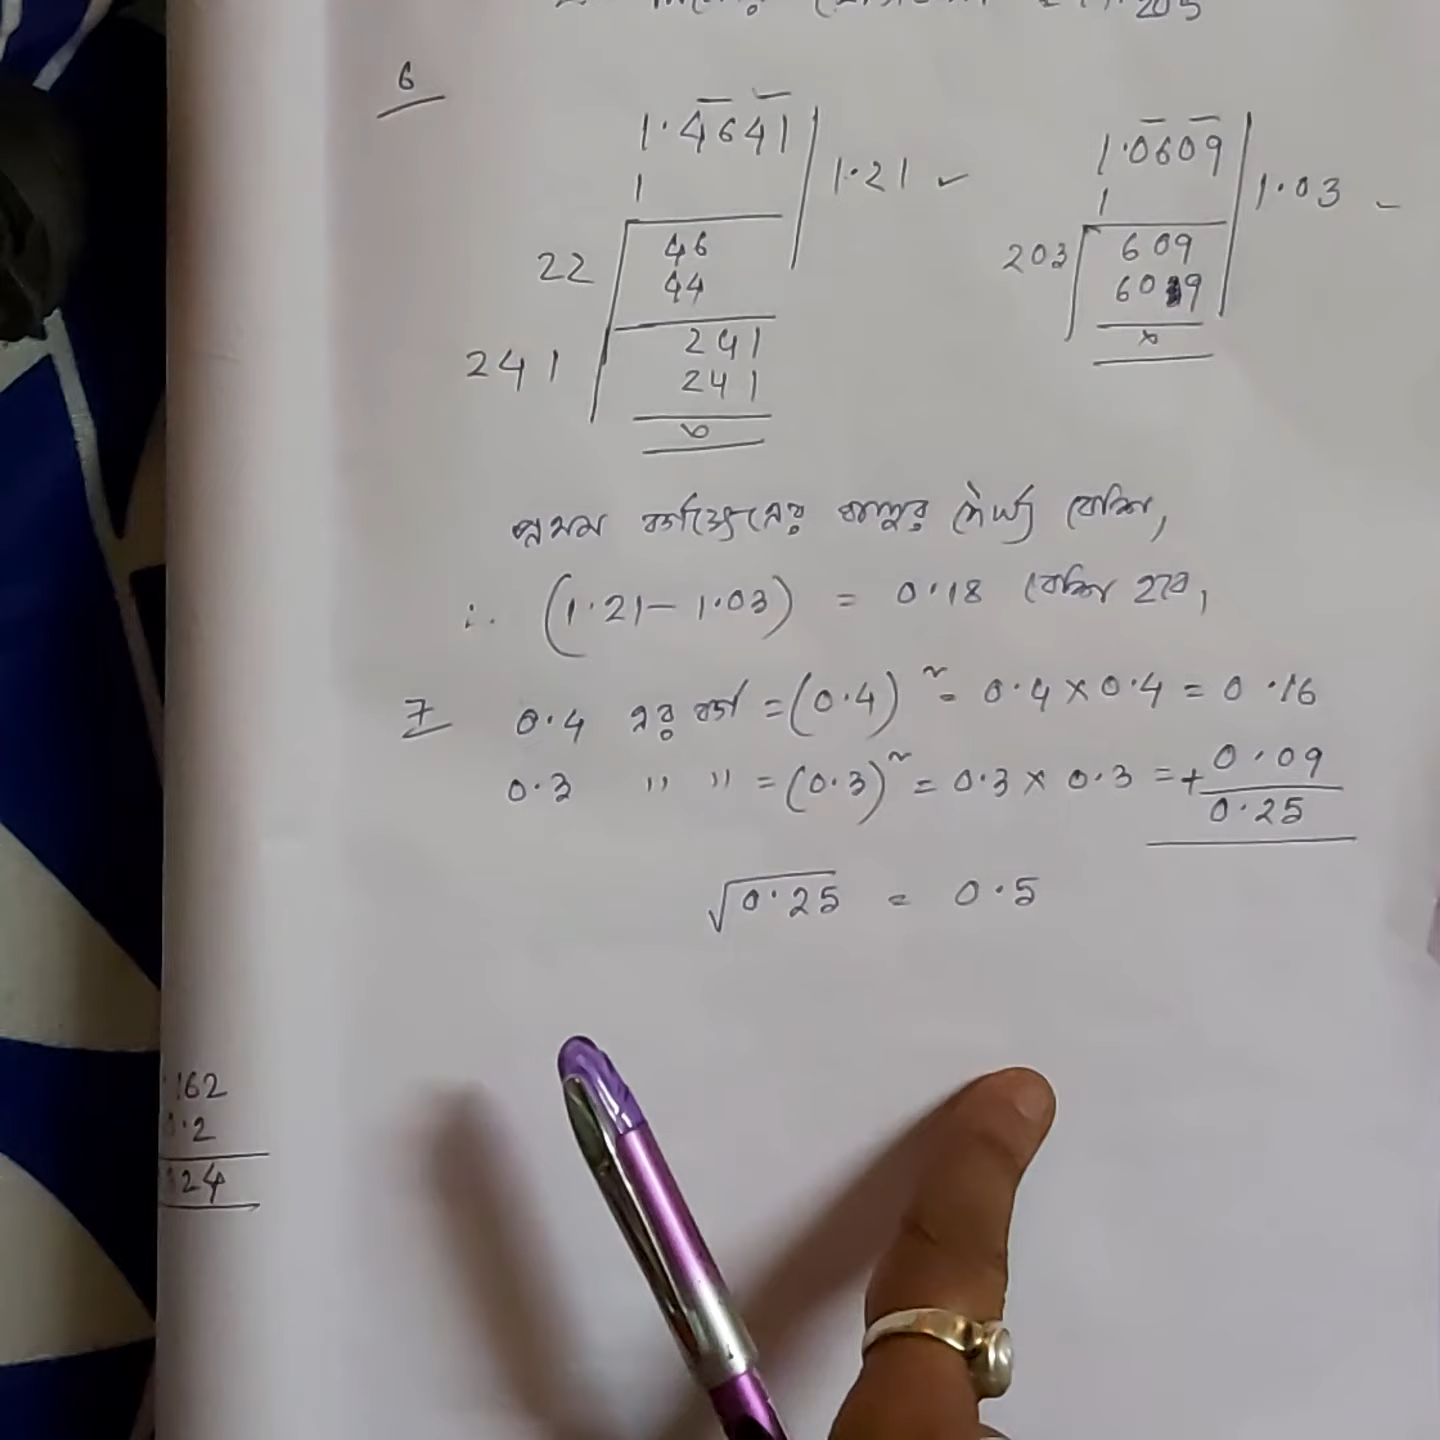 205
6
1.4641 1.21 ✓
1
22 46
44
241 241
241
×
1.0609 1.03
1
203 609
609
×
প্রথম বর্গক্ষেত্রের বাহুর দৈর্ঘ্য বেশি,
∴ (1.21 - 1.03) = 0.18 বেশি হবে,
7 0.4 এর বর্গ = (0.4)² = 0.4 × 0.4 = 0.16
0.3 " " = (0.3)² = 0.3 × 0.3 = + 0.09
0.25
√0.25 = 0.5
162
.2
24